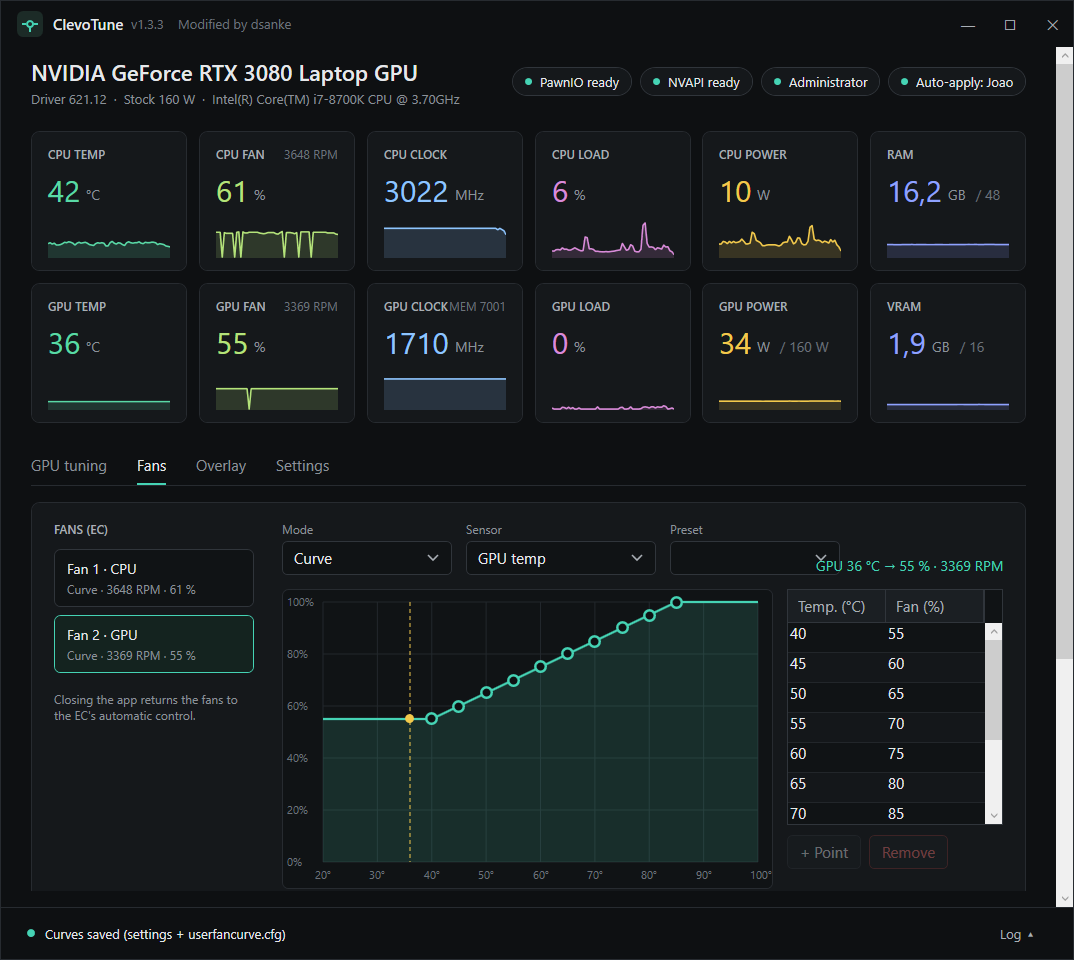 ClevoTune v1.3.3 Modified by dsanke
NVIDIA GeForce RTX 3080 Laptop GPU
Driver 621.12 · Stock 160 W · Intel(R) Core(TM) i7-8700K CPU @ 3.70GHz
PawnIO ready
NVAPI ready
Administrator
Auto-apply: Joao
CPU TEMP
42 °C
CPU FAN 3648 RPM
61 %
CPU CLOCK
3022 MHz
CPU LOAD
6 %
CPU POWER
10 W
RAM
16,2 GB / 48
GPU TEMP
36 °C
GPU FAN 3369 RPM
55 %
GPU CLOCK MEM 7001
1710 MHz
GPU LOAD
0 %
GPU POWER
34 W / 160 W
VRAM
1,9 GB / 16
GPU tuning
Fans
Overlay
Settings
FANS (EC)
Fan 1 · CPU
Curve · 3648 RPM · 61 %
Fan 2 · GPU
Curve · 3369 RPM · 55 %
Closing the app returns the fans to
the EC's automatic control.
Mode
Curve
Sensor
GPU temp
Preset
GPU 36 °C → 55 % · 3369 RPM
100%
80%
60%
40%
20%
0%
20° 30° 40° 50° 60° 70° 80° 90° 100°
Temp. (°C) Fan (%)
40 55
45 60
50 65
55 70
60 75
65 80
70 85
+ Point
Remove
Curves saved (settings + userfancurve.cfg)
Log